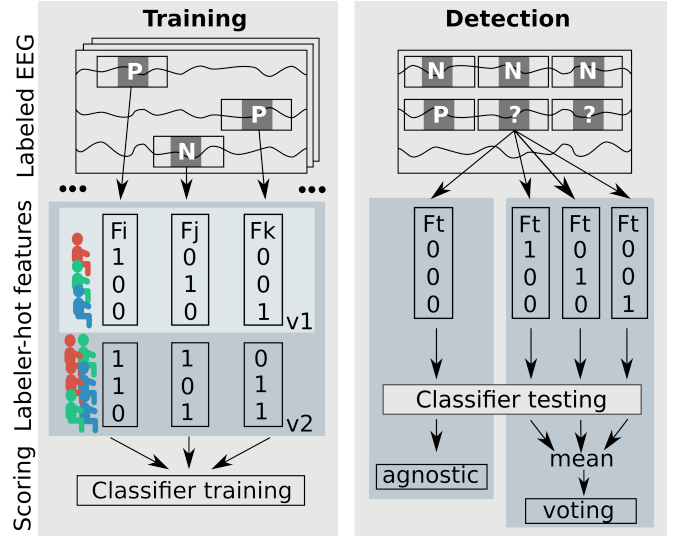 Training
Labeled EEG
P
P
N
••• •••
Labeler-hot features
Fi Fj Fk
1 0 0
0 1 0
0 0 1
v1
1 1 0
1 0 1
0 1 1
v2
Scoring
Classifier training
Detection
N N N
P ? ?
Ft Ft Ft Ft
0 1 0 0
0 0 1 0
0 0 0 1
Classifier testing
mean
agnostic
voting